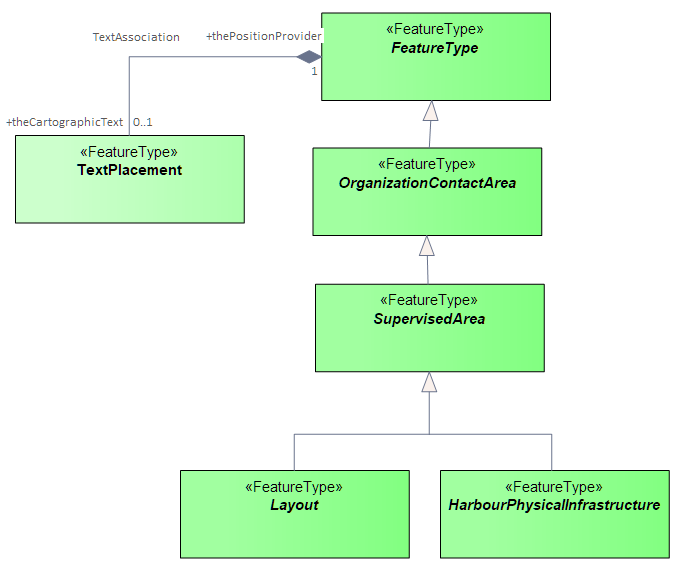 «FeatureType»
FeatureType
TextAssociation
+thePositionProvider
1
+theCartographicText
0..1
«FeatureType»
TextPlacement
«FeatureType»
OrganizationContactArea
«FeatureType»
SupervisedArea
«FeatureType»
Layout
«FeatureType»
HarbourPhysicalInfrastructure